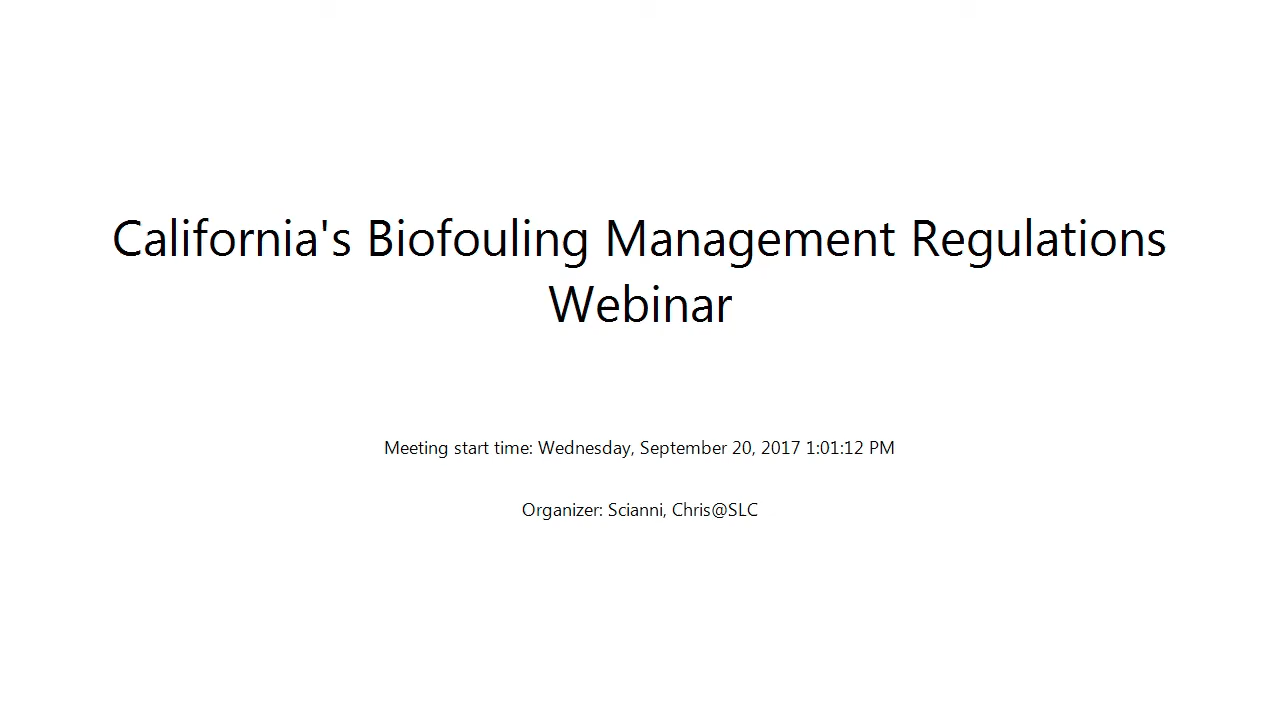 California's Biofouling Management Regulations
Webinar
Meeting start time: Wednesday, September 20, 2017 1:01:12 PM
Organizer: Scianni, Chris@SLC